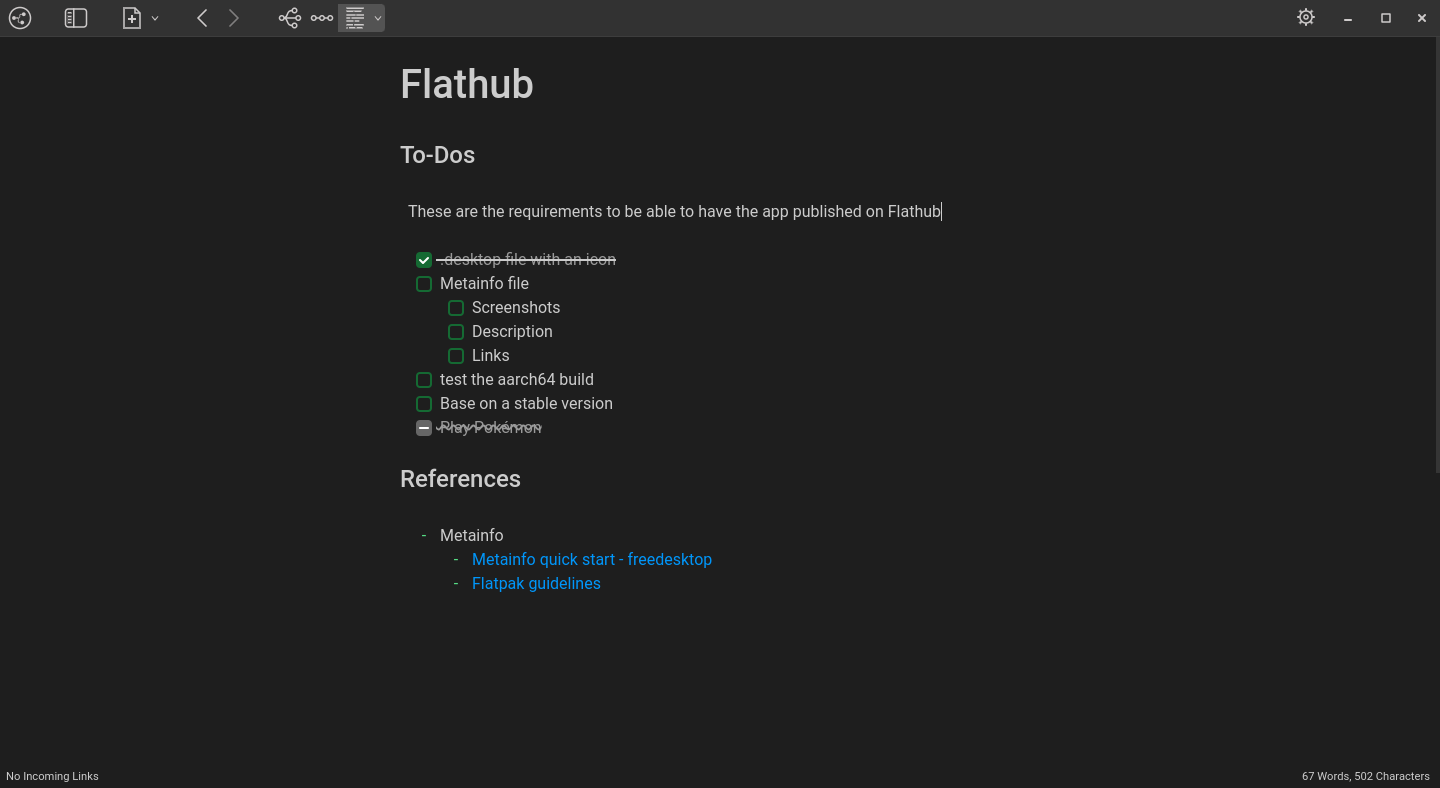 Flathub
To-Dos
These are the requirements to be able to have the app published on Flathub
.desktop file with an icon
Metainfo file
Screenshots
Description
Links
test the aarch64 build
Base on a stable version
Play Pokémon
References
- Metainfo
- Metainfo quick start - freedesktop
- Flatpak guidelines
No Incoming Links
67 Words, 502 Characters